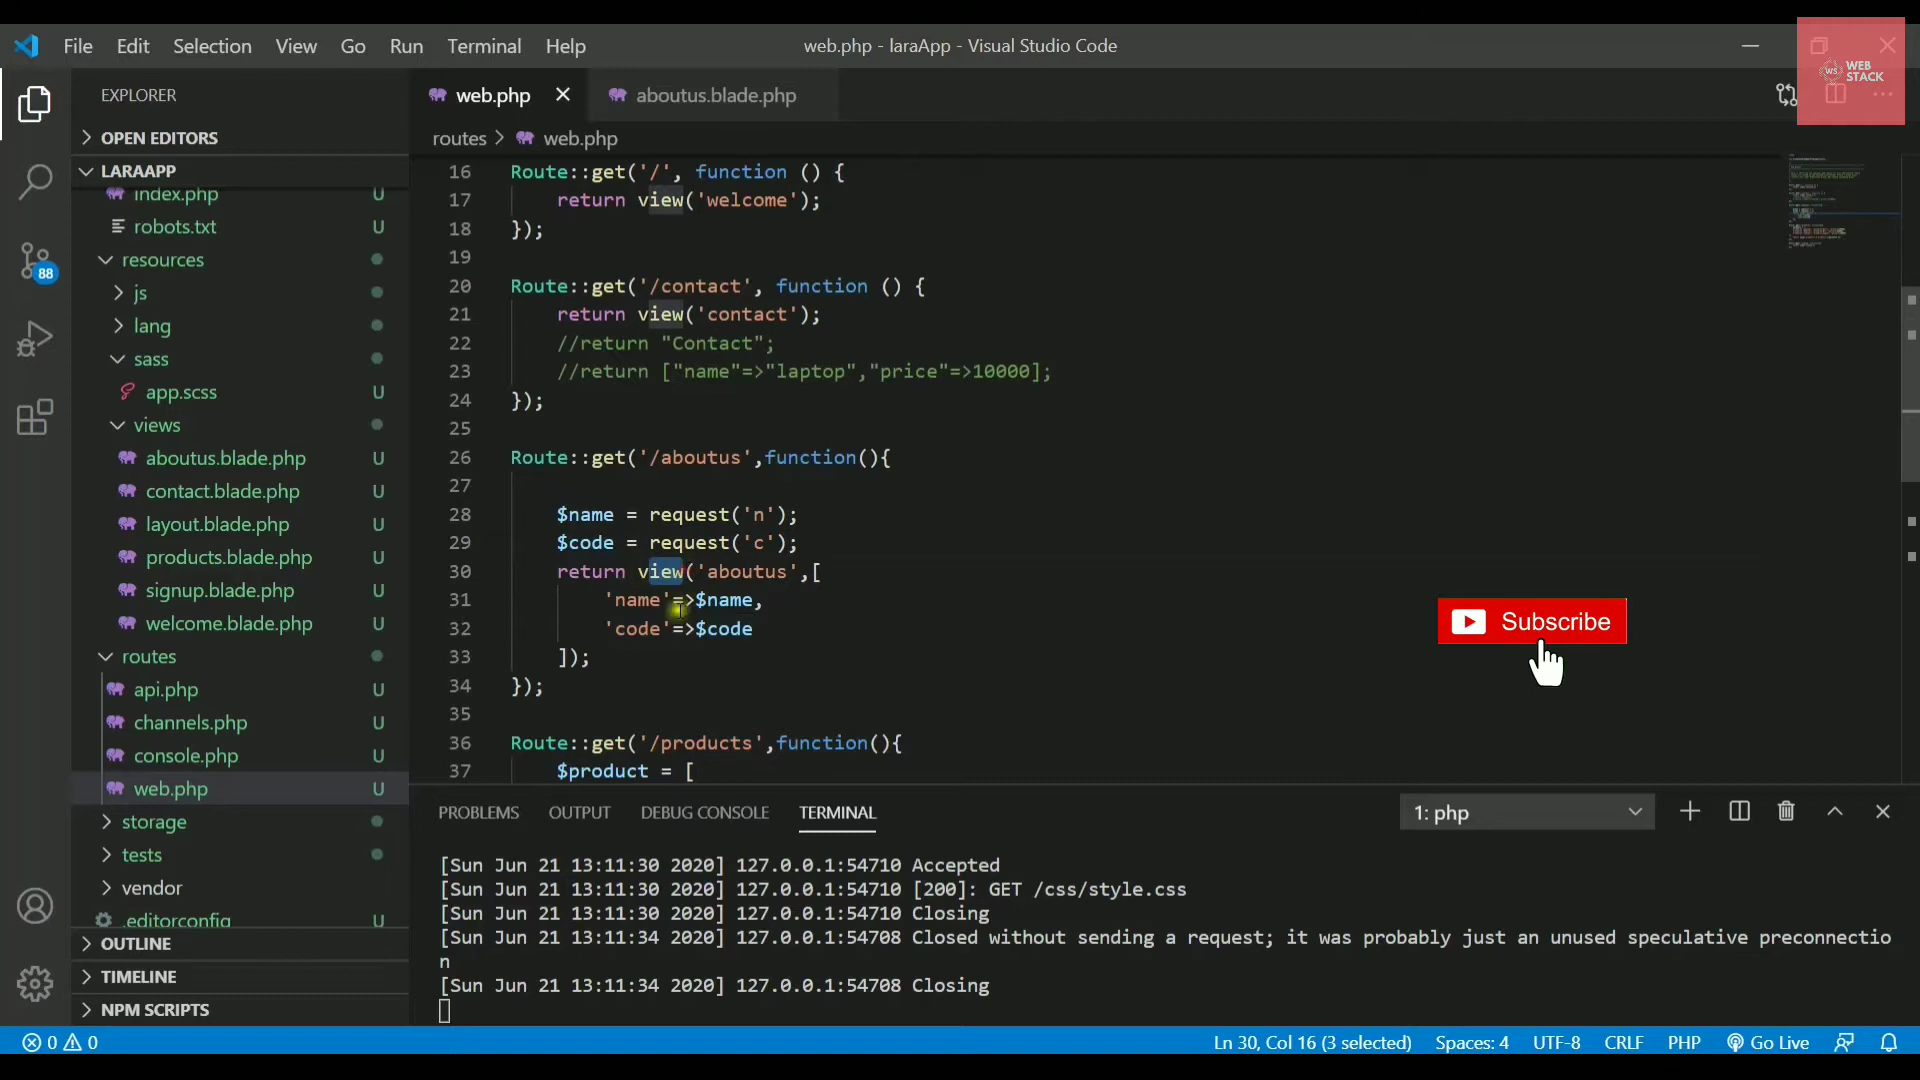 File Edit Selection View Go Run Terminal Help
web.php - laraApp - Visual Studio Code
WS WEB STACK
EXPLORER
OPEN EDITORS
LARAAPP
index.php U
robots.txt U
resources
js
lang
sass
app.scss U
views
aboutus.blade.php U
contact.blade.php U
layout.blade.php U
products.blade.php U
signup.blade.php U
welcome.blade.php U
routes
api.php U
channels.php U
console.php U
web.php U
storage
tests
vendor
.editorconfig U
OUTLINE
TIMELINE
NPM SCRIPTS
88
web.php aboutus.blade.php
routes > web.php
16 Route::get('/', function () {
17 return view('welcome');
18 });
19
20 Route::get('/contact', function () {
21 return view('contact');
22 //return "Contact";
23 //return ["name"=>"laptop","price"=>10000];
24 });
25
26 Route::get('/aboutus',function(){
27
28 $name = request('n');
29 $code = request('c');
30 return view('aboutus',[
31 'name'=>$name,
32 'code'=>$code
33 ]);
34 });
35
36 Route::get('/products',function(){
37 $product = [
Subscribe
PROBLEMS OUTPUT DEBUG CONSOLE TERMINAL
1: php
[Sun Jun 21 13:11:30 2020] 127.0.0.1:54710 Accepted
[Sun Jun 21 13:11:30 2020] 127.0.0.1:54710 [200]: GET /css/style.css
[Sun Jun 21 13:11:30 2020] 127.0.0.1:54710 Closing
[Sun Jun 21 13:11:34 2020] 127.0.0.1:54708 Closed without sending a request; it was probably just an unused speculative preconnectio
n
[Sun Jun 21 13:11:34 2020] 127.0.0.1:54708 Closing
0 0
Ln 30, Col 16 (3 selected) Spaces: 4 UTF-8 CRLF PHP Go Live